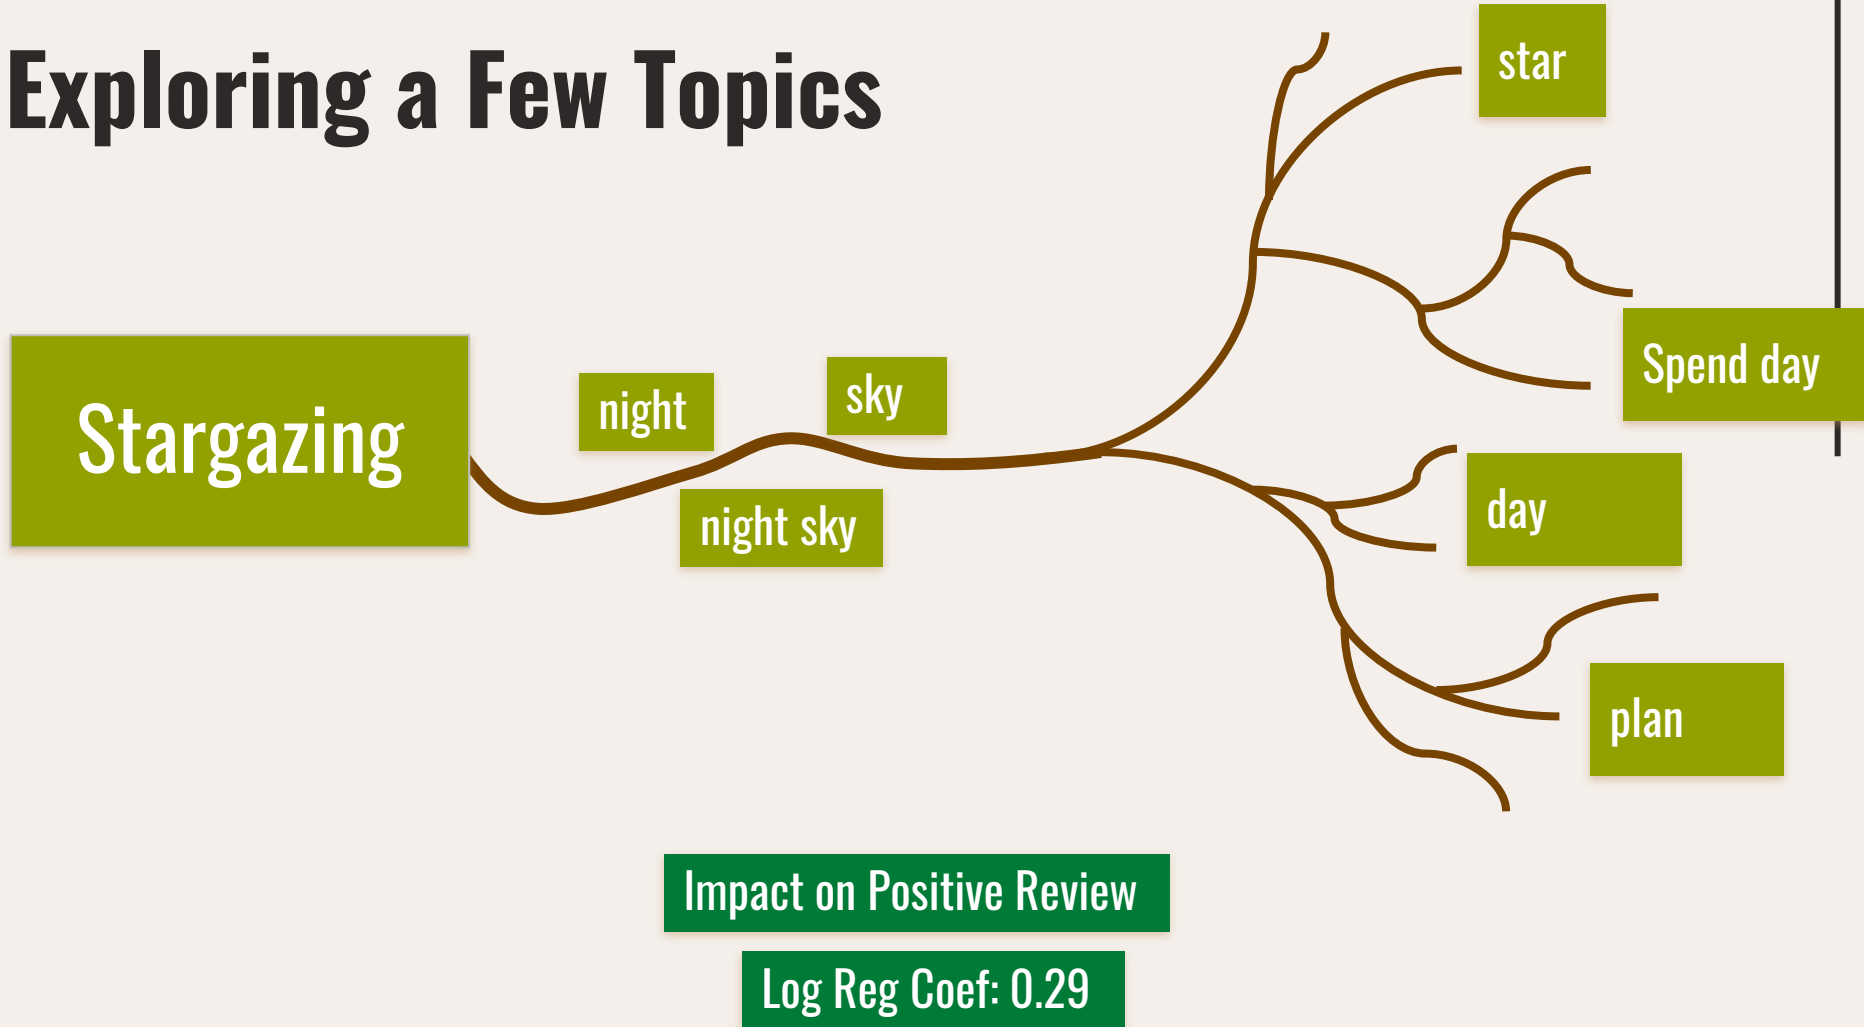 Exploring a Few Topics
star
Spend day
Stargazing
night
sky
night sky
day
plan
Impact on Positive Review
Log Reg Coef: 0.29